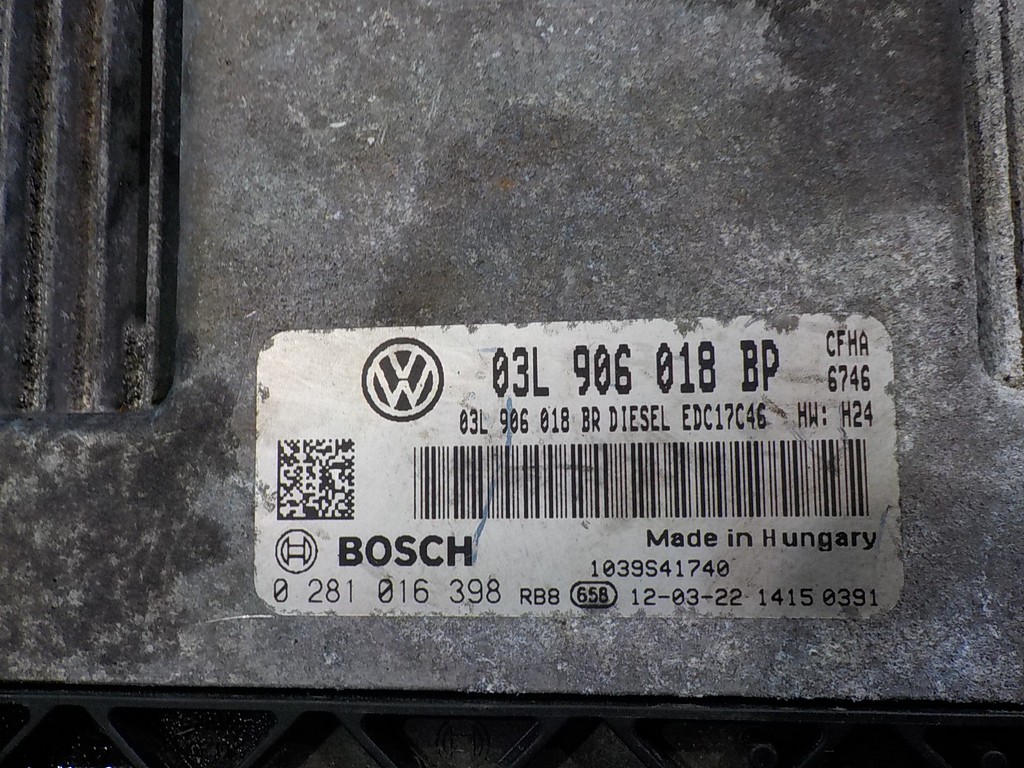 03L 906 018 BP
CFHA
6746
03L 906 018 BR DIESEL EDC17C46 HW: H24
BOSCH
Made in Hungary
1039S41740
0 281 016 398 RB8 658 12-03-22 1415 0391